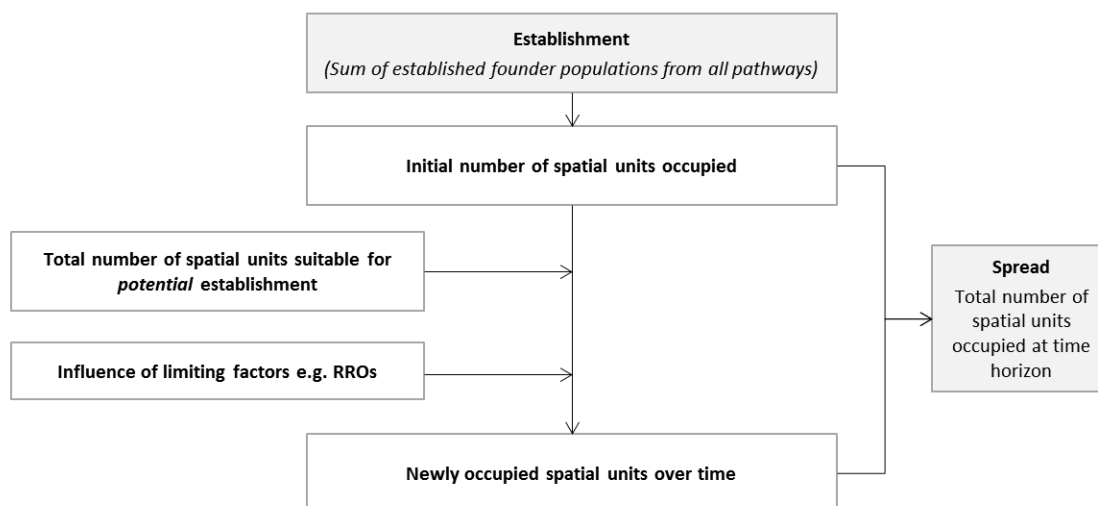 Establishment
(Sum of established founder populations from all pathways)
Initial number of spatial units occupied
Total number of spatial units suitable for
potential establishment
Spread
Total number of
spatial units
occupied at time
horizon
Influence of limiting factors e.g. RROs
Newly occupied spatial units over time